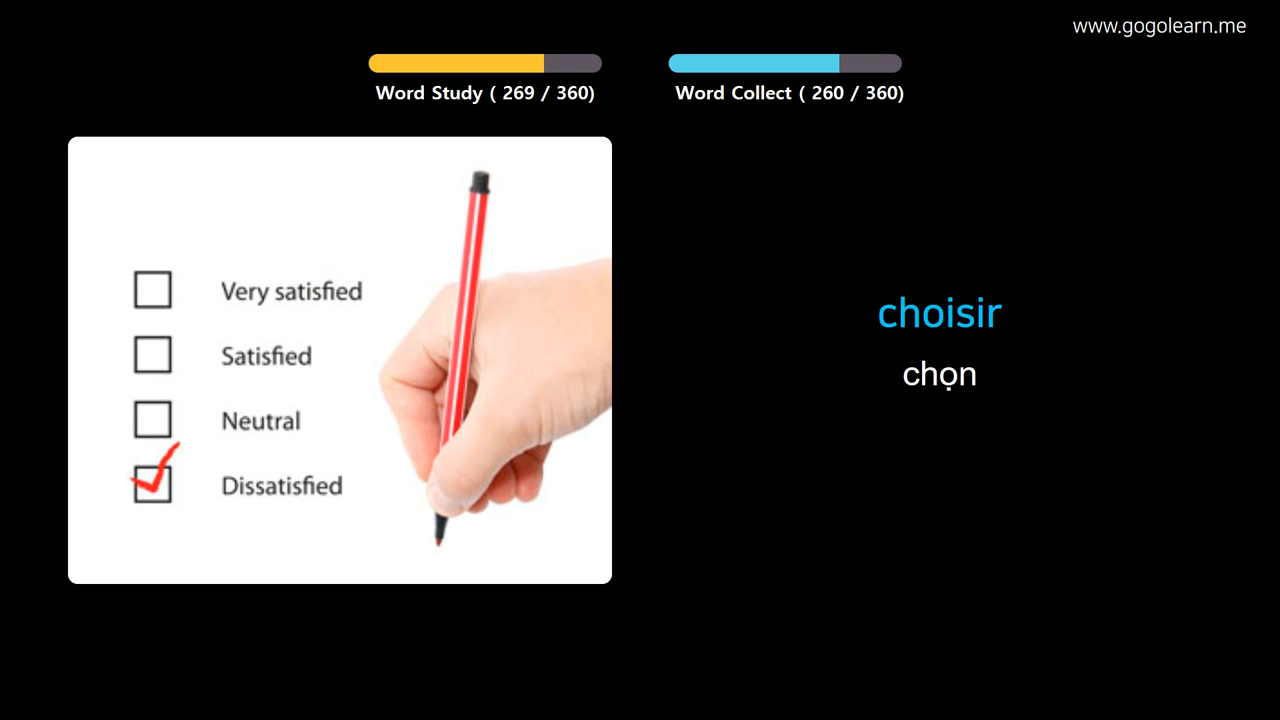 www.gogolearn.me
Word Study ( 269 / 360)
Word Collect ( 260 / 360)
Very satisfied
Satisfied
Neutral
Dissatisfied
choisir
chọn